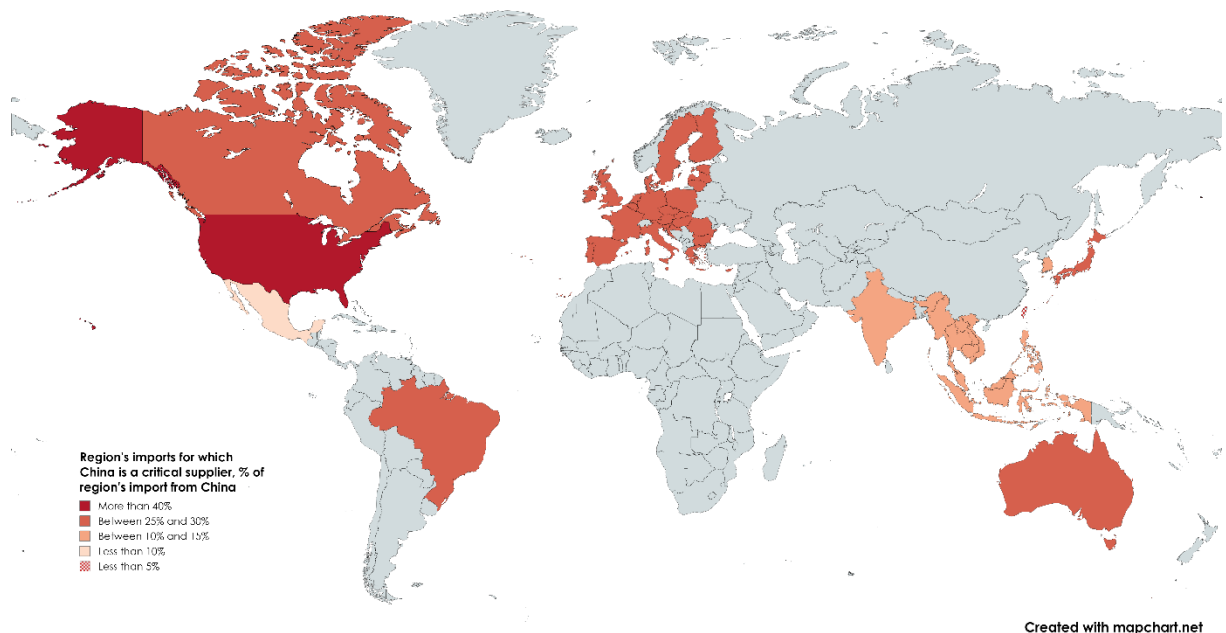 Region's imports for which
China is a critical supplier, % of
region's import from China
More than 40%
Between 25% and 30%
Between 10% and 15%
Less than 10%
Less than 5%
Created with mapchart.net